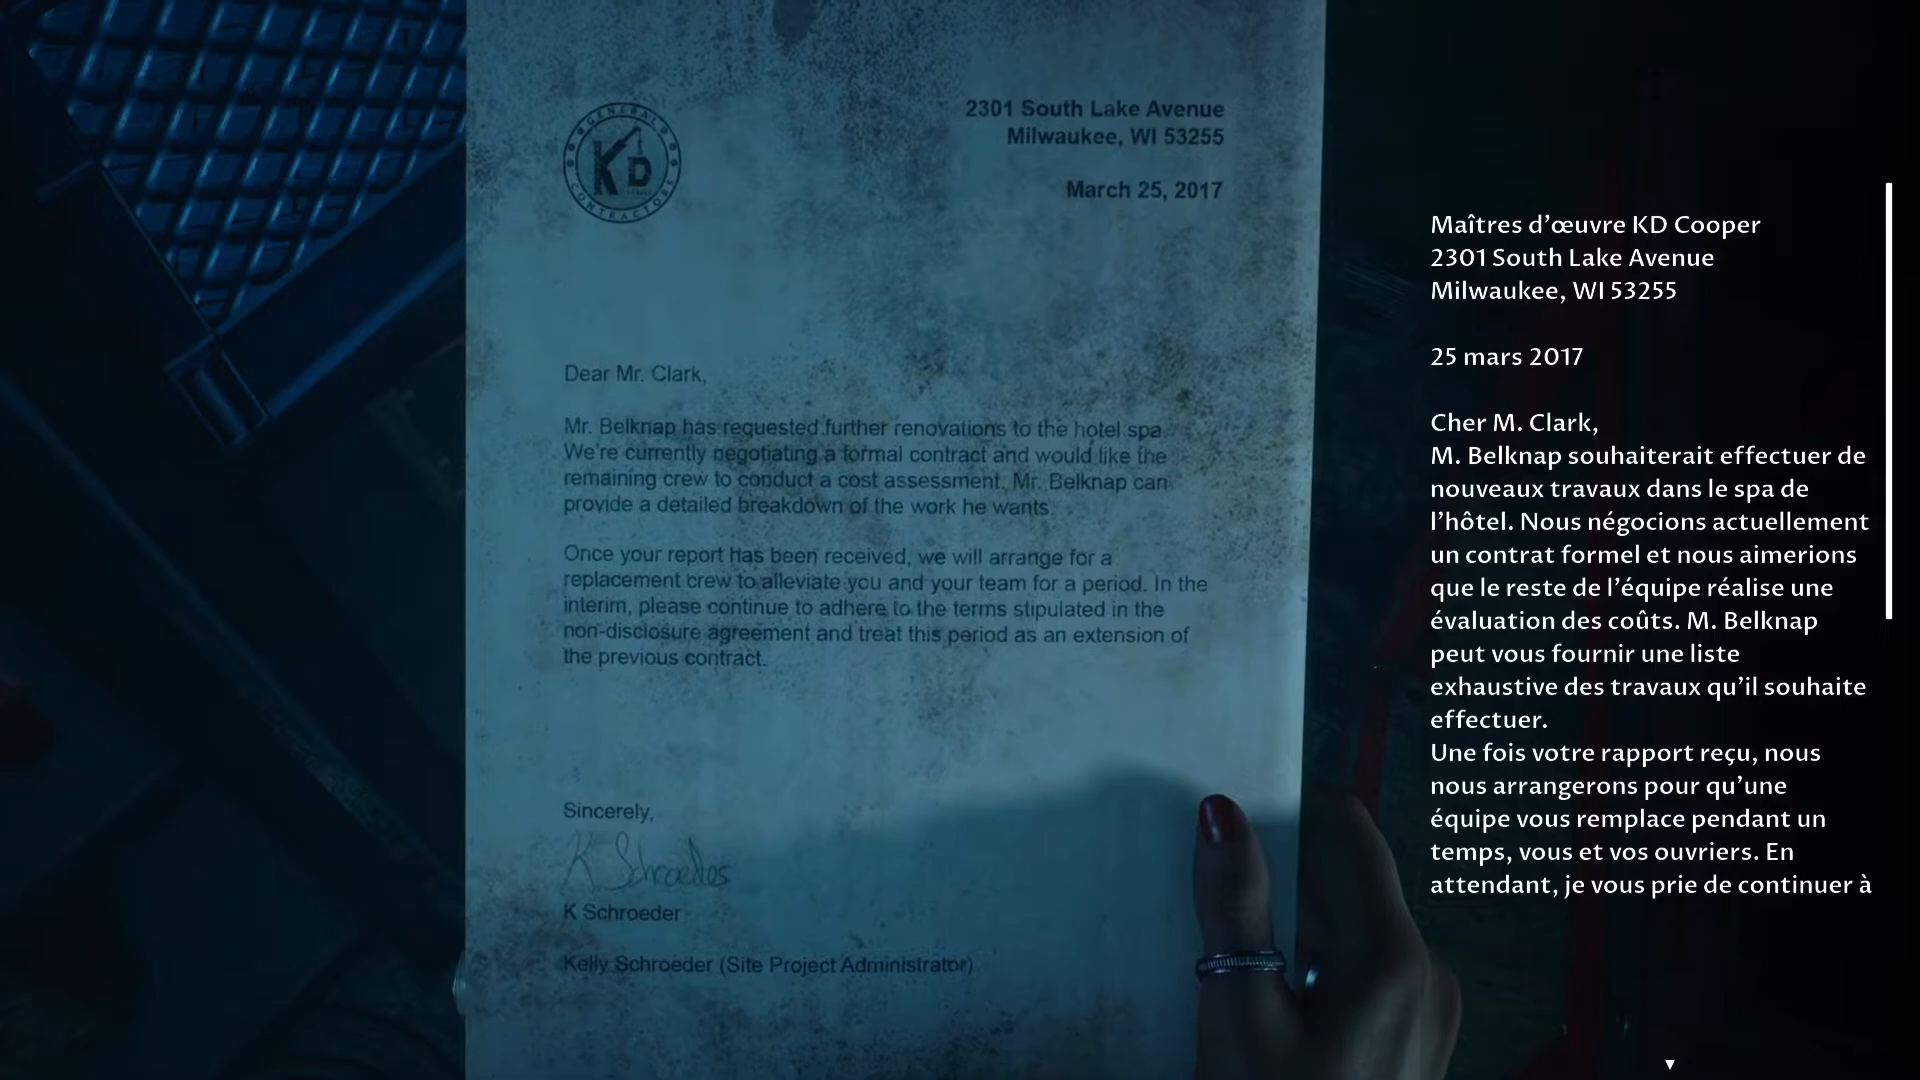 GENERAL
KD
CONTRACTORS
2301 South Lake Avenue
Milwaukee, WI 53255
March 25, 2017
Dear Mr. Clark,
Mr. Belknap has requested further renovations to the hotel spa.
We're currently negotiating a formal contract and would like the
remaining crew to conduct a cost assessment. Mr. Belknap can
provide a detailed breakdown of the work he wants.
Once your report has been received, we will arrange for a
replacement crew to alleviate you and your team for a period. In the
interim, please continue to adhere to the terms stipulated in the
non-disclosure agreement and treat this period as an extension of
the previous contract.
Sincerely,
K Schroeder
K Schroeder
Kelly Schroeder (Site Project Administrator)
Maîtres d’œuvre KD Cooper
2301 South Lake Avenue
Milwaukee, WI 53255
25 mars 2017
Cher M. Clark,
M. Belknap souhaiterait effectuer de
nouveaux travaux dans le spa de
l’hôtel. Nous négocions actuellement
un contrat formel et nous aimerions
que le reste de l’équipe réalise une
évaluation des coûts. M. Belknap
peut vous fournir une liste
exhaustive des travaux qu’il souhaite
effectuer.
Une fois votre rapport reçu, nous
nous arrangerons pour qu’une
équipe vous remplace pendant un
temps, vous et vos ouvriers. En
attendant, je vous prie de continuer à